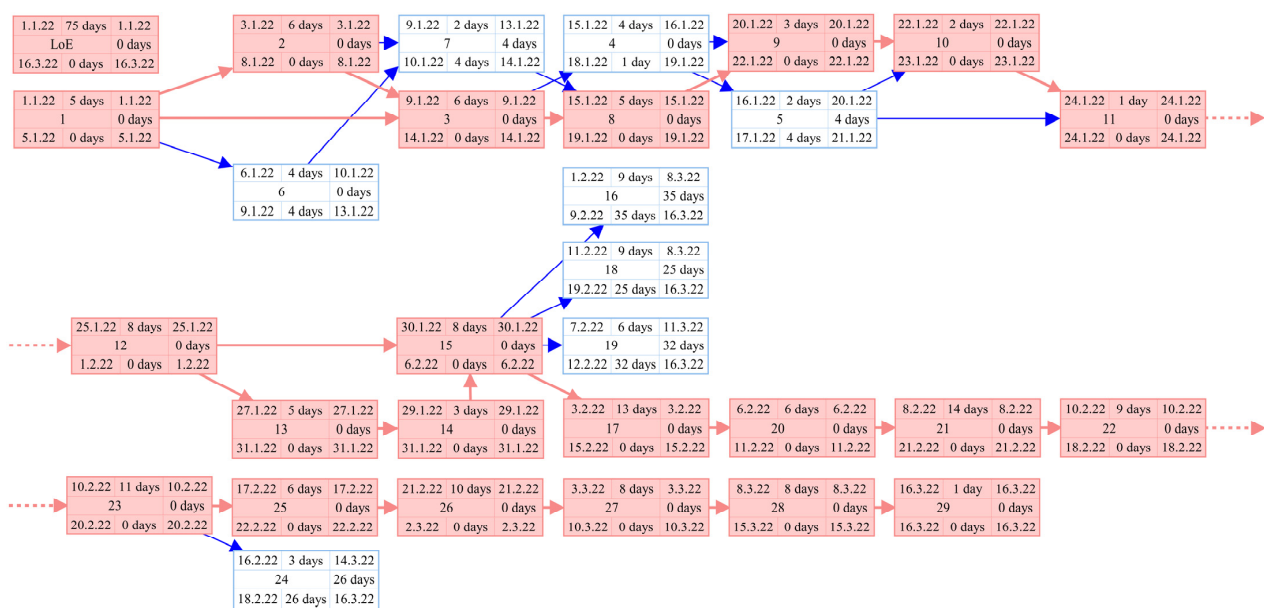 1.1.22 75 days 1.1.22
LoE 0 days
16.3.22 0 days 16.3.22
3.1.22 6 days 3.1.22
2 0 days
8.1.22 0 days 8.1.22
9.1.22 2 days 13.1.22
7 4 days
10.1.22 4 days 14.1.22
15.1.22 4 days 16.1.22
4 0 days
18.1.22 1 day 19.1.22
20.1.22 3 days 20.1.22
9 0 days
22.1.22 0 days 22.1.22
22.1.22 2 days 22.1.22
10 0 days
23.1.22 0 days 23.1.22
1.1.22 5 days 1.1.22
1 0 days
5.1.22 0 days 5.1.22
9.1.22 6 days 9.1.22
3 0 days
14.1.22 0 days 14.1.22
15.1.22 5 days 15.1.22
8 0 days
19.1.22 0 days 19.1.22
16.1.22 2 days 20.1.22
5 4 days
17.1.22 4 days 21.1.22
24.1.22 1 day 24.1.22
11 0 days
24.1.22 0 days 24.1.22
6.1.22 4 days 10.1.22
6 0 days
9.1.22 4 days 13.1.22
1.2.22 9 days 8.3.22
16 35 days
9.2.22 35 days 16.3.22
11.2.22 9 days 8.3.22
18 25 days
19.2.22 25 days 16.3.22
25.1.22 8 days 25.1.22
12 0 days
1.2.22 0 days 1.2.22
30.1.22 8 days 30.1.22
15 0 days
6.2.22 0 days 6.2.22
7.2.22 6 days 11.3.22
19 32 days
12.2.22 32 days 16.3.22
27.1.22 5 days 27.1.22
13 0 days
31.1.22 0 days 31.1.22
29.1.22 3 days 29.1.22
14 0 days
31.1.22 0 days 31.1.22
3.2.22 13 days 3.2.22
17 0 days
15.2.22 0 days 15.2.22
6.2.22 6 days 6.2.22
20 0 days
11.2.22 0 days 11.2.22
8.2.22 14 days 8.2.22
21 0 days
21.2.22 0 days 21.2.22
10.2.22 9 days 10.2.22
22 0 days
18.2.22 0 days 18.2.22
10.2.22 11 days 10.2.22
23 0 days
20.2.22 0 days 20.2.22
17.2.22 6 days 17.2.22
25 0 days
22.2.22 0 days 22.2.22
21.2.22 10 days 21.2.22
26 0 days
2.3.22 0 days 2.3.22
3.3.22 8 days 3.3.22
27 0 days
10.3.22 0 days 10.3.22
8.3.22 8 days 8.3.22
28 0 days
15.3.22 0 days 15.3.22
16.3.22 1 day 16.3.22
29 0 days
16.3.22 0 days 16.3.22
16.2.22 3 days 14.3.22
24 26 days
18.2.22 26 days 16.3.22